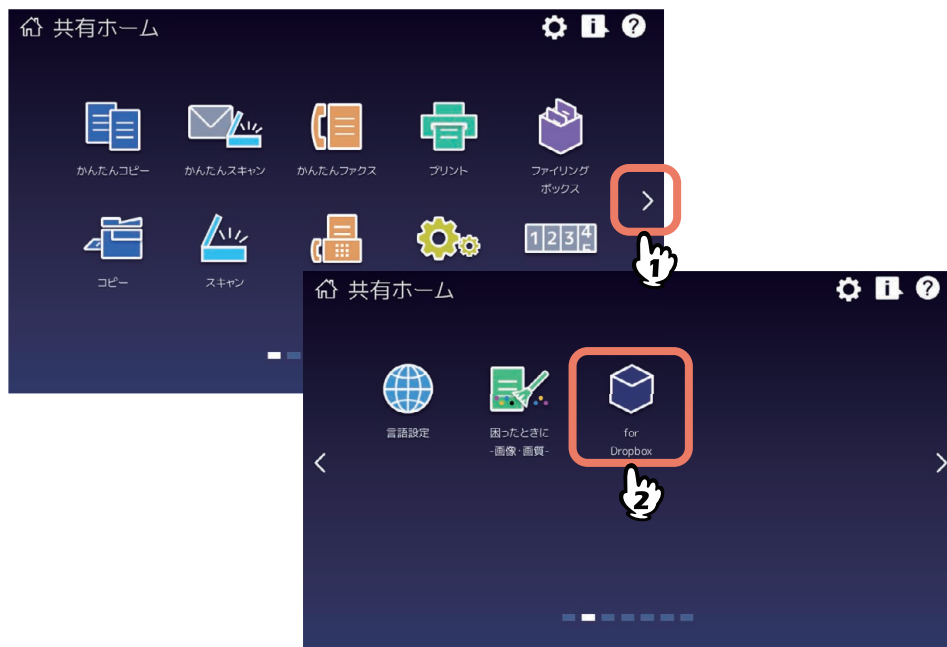 共有ホーム
かんたんコピー
かんたんスキャン
かんたんファクス
プリント
ファイリング
ボックス
1234
コピー
スキャン
1
共有ホーム
言語設定
困ったときに
-画像・画質-
for
Dropbox
2